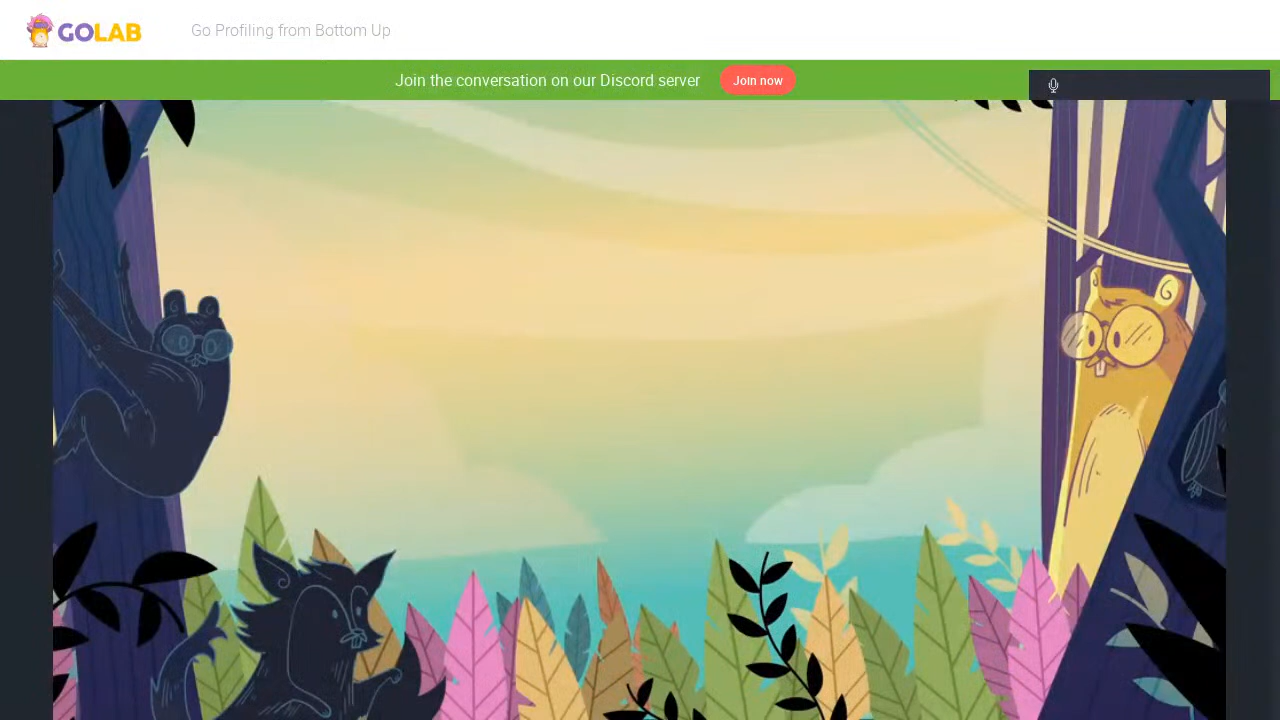 GOLAB
Go Profiling from Bottom Up
Join the conversation on our Discord server
Join now